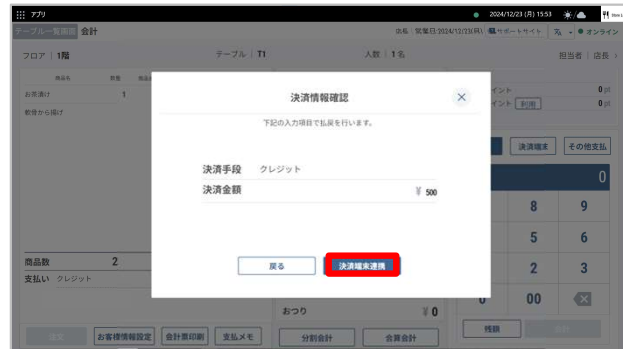 アプリ 2024/12/23 (月) 15:53
テーブル一覧画面 会計 店長 営業日:2024/12/23(月) サポートサイト オンライン
フロア 1階 テーブル T1 人数 1名 担当者 店長
商品名 数量
お茶漬け 1
軟骨から揚げ
イント 0 pt
イント 利用 0 pt
決済端末 その他支払
0
8 9
5 6
2 3
0 00
決済情報確認
下記の入力項目で払戻を行います。
決済手段 クレジット
決済金額 ¥ 500
戻る 決済端末連携
商品数 2
支払い クレジット
おつり ¥ 0
注文 お客様情報設定 会計票印刷 支払メモ 分割会計 合算会計 残額